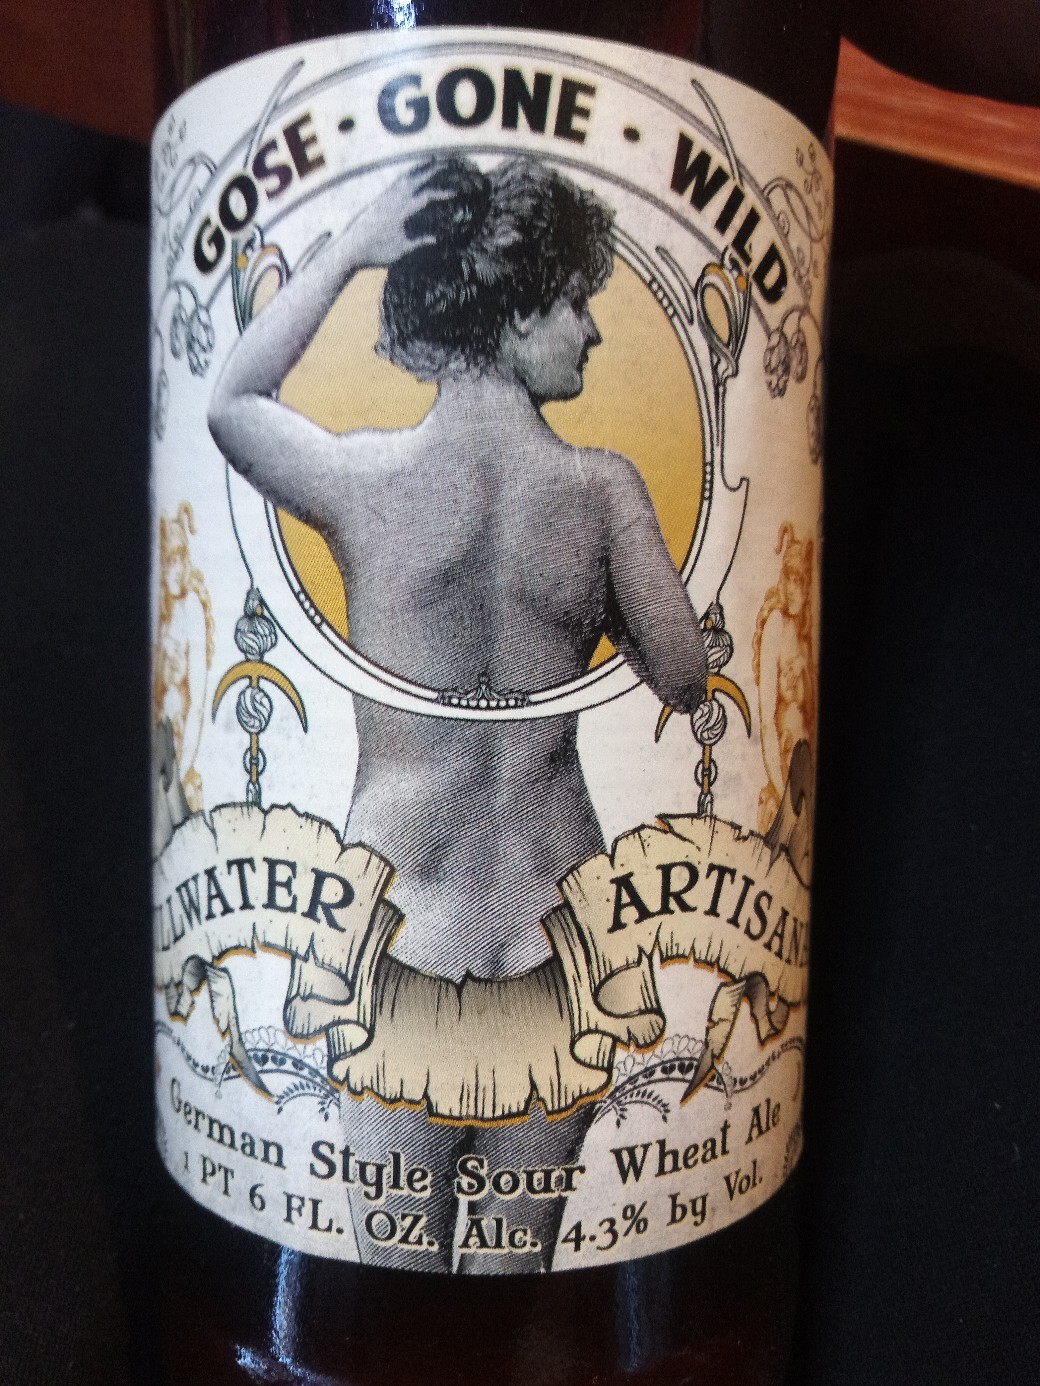 GOSE · GONE · WILD
LLWATER ARTISANA
German Style Sour Wheat Ale
1 PT 6 FL. OZ. Alc. 4.3% by Vol.